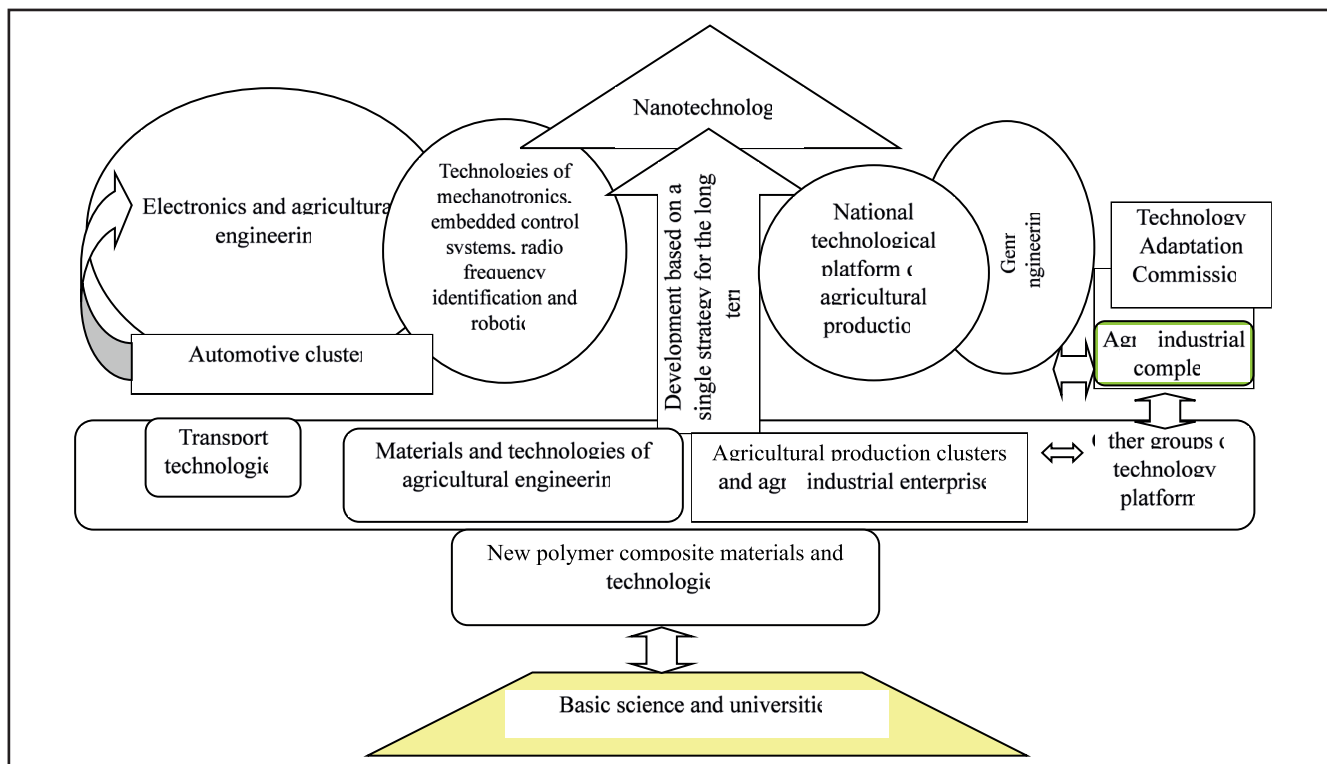 Nanotechnolog
Electronics and agricultura
engineerin
Technologies of
mechanotronics,
embedded control
systems, radio
frequency
identification and
robotic
Development based on a
single strategy for the long
tern
National
technological
platform o
agricultural
productio
Genr
ngineerin
Technology
Adaptation
Commissio
Automotive cluster
Agr industrial
comple
Transport
technologie
Materials and technologies of
agricultural engineerin
Agricultural production clusters
and agr industrial enterprise
ther groups o
technology
platform
New polymer composite materials and
technologie
Basic science and universitie